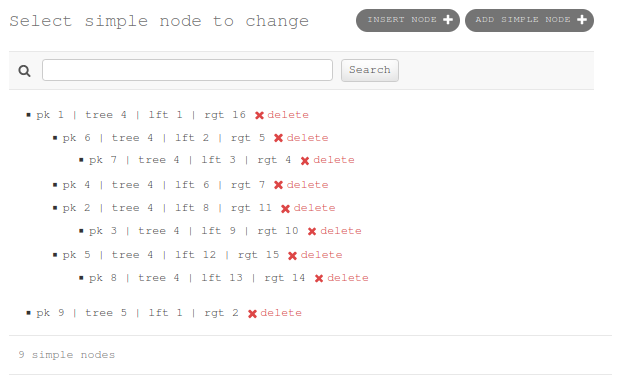 Select simple node to change
INSERT NODE
ADD SIMPLE NODE
Search
pk 1 | tree 4 | lft 1 | rgt 16 delete
pk 6 | tree 4 | lft 2 | rgt 5 delete
pk 7 | tree 4 | lft 3 | rgt 4 delete
pk 4 | tree 4 | lft 6 | rgt 7 delete
pk 2 | tree 4 | lft 8 | rgt 11 delete
pk 3 | tree 4 | lft 9 | rgt 10 delete
pk 5 | tree 4 | lft 12 | rgt 15 delete
pk 8 | tree 4 | lft 13 | rgt 14 delete
pk 9 | tree 5 | lft 1 | rgt 2 delete
9 simple nodes